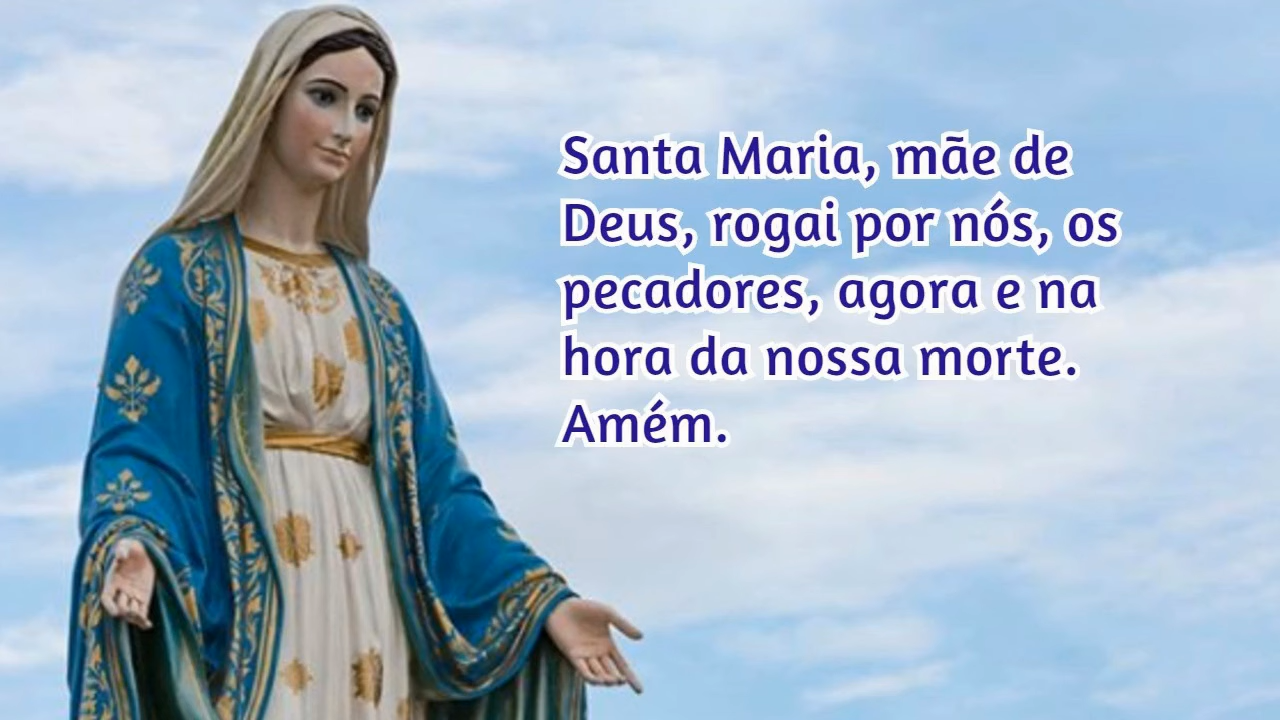 Santa Maria, mãe de
Deus, rogai por nós, os
pecadores, agora e na
hora da nossa morte.
Amém.